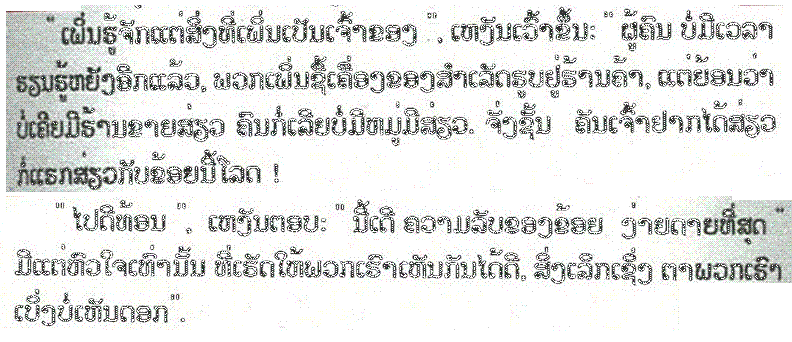 " ເພິ່ນຮູ້ຈັກແຕ່ສິ່ງທີ່ເພິ່ນເປັນເຈົ້າຂອງ ", ເຫງັນເວົ້າຂຶ້ນ: " ຜູ້ຄົນ ບໍ່ມີເວລາ
ຮຽນຮູ້ຫຍັງອີກແລ້ວ, ພວກເພິ່ນຊື້ເຄື່ອງຂອງສຳເລັດຮູບຢູ່ຮ້ານຄ້າ, ແຕ່ຍ້ອນວ່າ
ບໍ່ເຄີຍມີຮ້ານຂາຍສ່ຽວ ຄົນກໍ່ເລີຍບໍ່ມີຫມູ່ມີສ່ຽວ. ຈັ່ງຊັ້ນ ຄັນເຈົ້າຢາກໄດ້ສ່ຽວ
ກໍ່ແຮກສ່ຽວກັບຂ້ອຍນີ້ໂລດ !
" ໄປດີທ້ອນ ", ເຫງັນຕອບ: " ນີ້ເດີ ຄວາມລັບຂອງຂ້ອຍ ງ່າຍດາຍທີ່ສຸດ "
ມີແຕ່ຫົວໃຈເທົ່ານັ້ນ ທີ່ເຮັດໃຫ້ພວກເຮົາເຫັນກັນໄດ້ດີ. ສິ່ງເລິກເຊິ່ງ ຕາພວກເຮົາ
ເບິ່ງບໍ່ເຫັນດອກ".